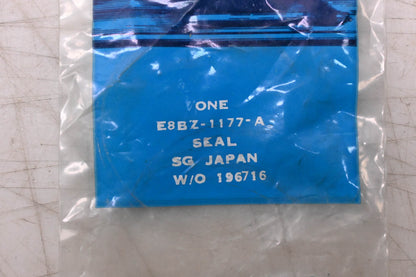 ONE
E8BZ-1177-A
SEAL
SG JAPAN
W/O 196716